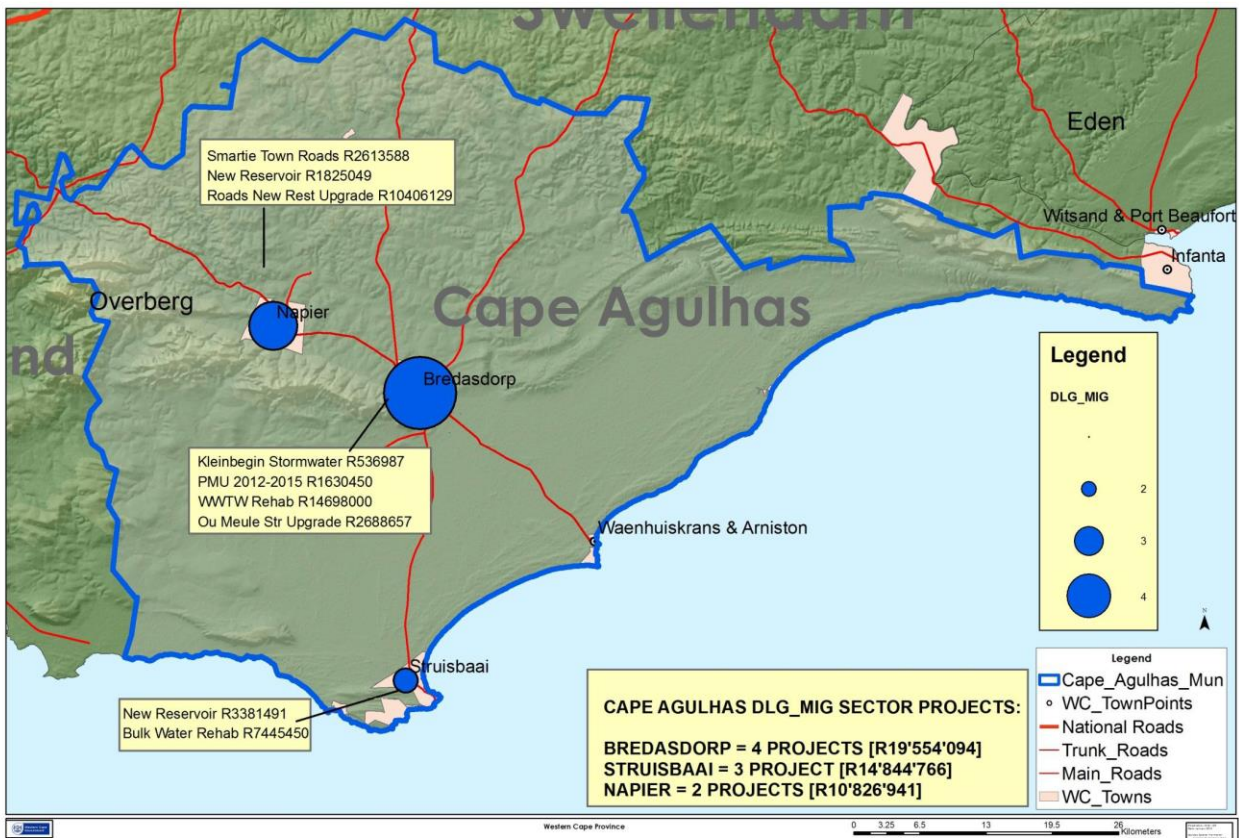 Swellendam
Eden
Smartie Town Roads R2613588
New Reservoir R1825049
Roads New Rest Upgrade R10406129
Witsand & Port Beaufort
Infanta
Overberg
Napier
Cape Agulhas
nd
Bredasdorp
Kleinbegin Stormwater R536987
PMU 2012-2015 R1630450
WWTW Rehab R14698000
Ou Meule Str Upgrade R2688657
Waenhuiskrans & Arniston
Struisbaai
New Reservoir R3381491
Bulk Water Rehab R7445450
Legend
DLG_MIG
2
3
4
N
CAPE AGULHAS DLG_MIG SECTOR PROJECTS:
BREDASDORP = 4 PROJECTS [R19'554'094]
STRUISBAAI = 3 PROJECT [R14'844'766]
NAPIER = 2 PROJECTS [R10'826'941]
Legend
Cape_Agulhas_Mun
WC_TownPoints
National Roads
Trunk_Roads
Main_Roads
WC_Towns
Western Cape Province
0 3.25 6.5 13 19.5 26
Kilometers